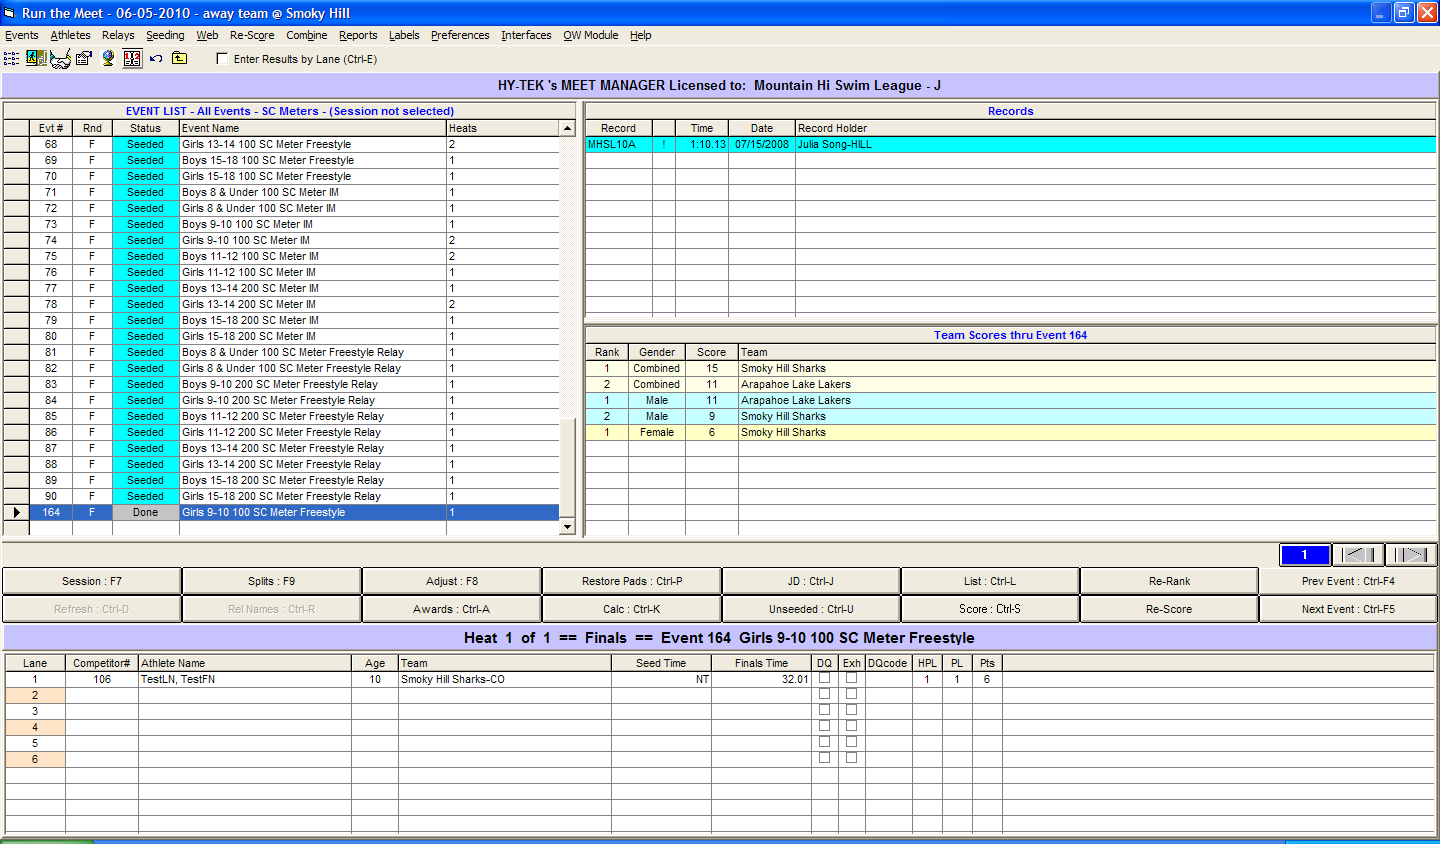 Run the Meet - 06-05-2010 - away team @ Smoky Hill
Events Athletes Relays Seeding Web Re-Score Combine Reports Labels Preferences Interfaces OW Module Help
Enter Results by Lane (Ctrl-E)
HY-TEK 's MEET MANAGER Licensed to: Mountain Hi Swim League - J
EVENT LIST - All Events - SC Meters - (Session not selected)
Evt # Rnd Status Event Name Heats
68 F Seeded Girls 13-14 100 SC Meter Freestyle 2
69 F Seeded Boys 15-18 100 SC Meter Freestyle 1
70 F Seeded Girls 15-18 100 SC Meter Freestyle 1
71 F Seeded Boys 8 & Under 100 SC Meter IM 1
72 F Seeded Girls 8 & Under 100 SC Meter IM 1
73 F Seeded Boys 9-10 100 SC Meter IM 1
74 F Seeded Girls 9-10 100 SC Meter IM 2
75 F Seeded Boys 11-12 100 SC Meter IM 2
76 F Seeded Girls 11-12 100 SC Meter IM 1
77 F Seeded Boys 13-14 200 SC Meter IM 1
78 F Seeded Girls 13-14 200 SC Meter IM 2
79 F Seeded Boys 15-18 200 SC Meter IM 1
80 F Seeded Girls 15-18 200 SC Meter IM 1
81 F Seeded Boys 8 & Under 100 SC Meter Freestyle Relay 1
82 F Seeded Girls 8 & Under 100 SC Meter Freestyle Relay 1
83 F Seeded Boys 9-10 200 SC Meter Freestyle Relay 1
84 F Seeded Girls 9-10 200 SC Meter Freestyle Relay 1
85 F Seeded Boys 11-12 200 SC Meter Freestyle Relay 1
86 F Seeded Girls 11-12 200 SC Meter Freestyle Relay 1
87 F Seeded Boys 13-14 200 SC Meter Freestyle Relay 1
88 F Seeded Girls 13-14 200 SC Meter Freestyle Relay 1
89 F Seeded Boys 15-18 200 SC Meter Freestyle Relay 1
90 F Seeded Girls 15-18 200 SC Meter Freestyle Relay 1
164 F Done Girls 9-10 100 SC Meter Freestyle 1
Records
Record Time Date Record Holder
MHSL10A ! 1:10.13 07/15/2008 Julia Song-HILL
Team Scores thru Event 164
Rank Gender Score Team
1 Combined 15 Smoky Hill Sharks
2 Combined 11 Arapahoe Lake Lakers
1 Male 11 Arapahoe Lake Lakers
2 Male 9 Smoky Hill Sharks
1 Female 6 Smoky Hill Sharks
1
Session : F7 Splits : F9 Adjust : F8 Restore Pads : Ctrl-P JD : Ctrl-J List : Ctrl-L Re-Rank Prev Event : Ctrl-F4
Refresh : Ctrl-D Rel Names : Ctrl-R Awards : Ctrl-A Calc : Ctrl-K Unseeded : Ctrl-U Score : Ctrl-S Re-Score Next Event : Ctrl-F5
Heat 1 of 1 == Finals == Event 164 Girls 9-10 100 SC Meter Freestyle
Lane Competitor# Athlete Name Age Team Seed Time Finals Time DQ Exh DQcode HPL PL Pts
1 106 TestLN, TestFN 10 Smoky Hill Sharks-CO NT 32.01 1 1 6
2
3
4
5
6